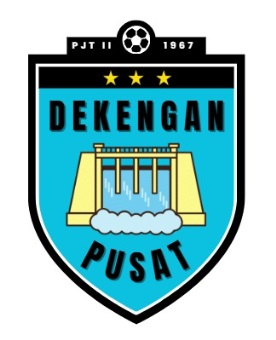 PJT II 1967
DEKENGAN
PUSAT